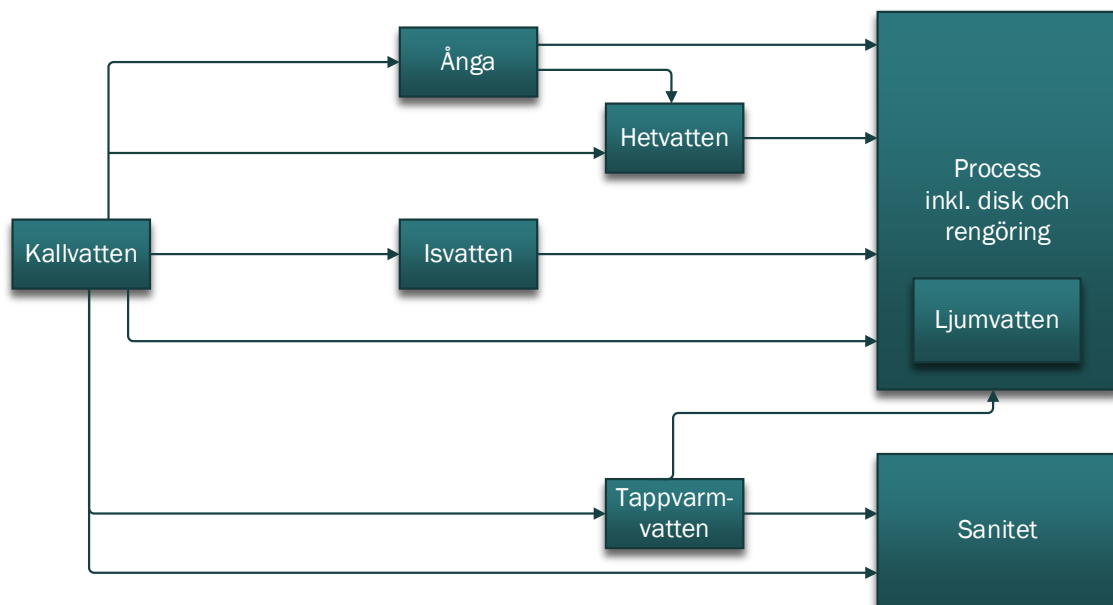 Ånga
Hetvatten
Process
inkl. disk och
rengöring
Kallvatten
Isvatten
Ljumvatten
Tappvarm-
vatten
Sanitet